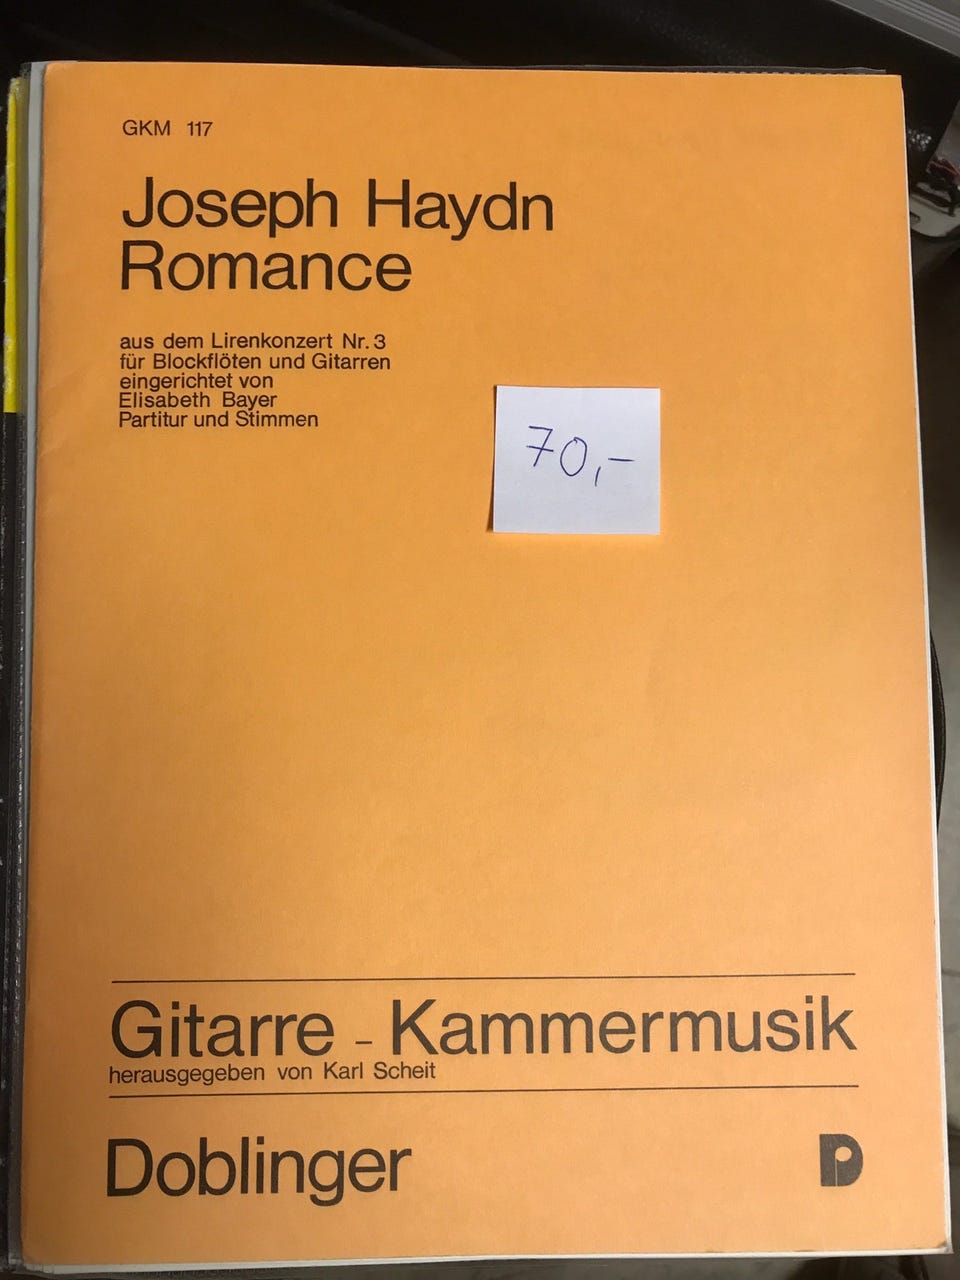 GKM 117
Joseph Haydn
Romance
aus dem Lirenkonzert Nr. 3
für Blockflöten und Gitarren
eingerichtet von
Elisabeth Bayer
Partitur und Stimmen
70,-
Gitarre - Kammermusik
herausgegeben von Karl Scheit
Doblinger
D